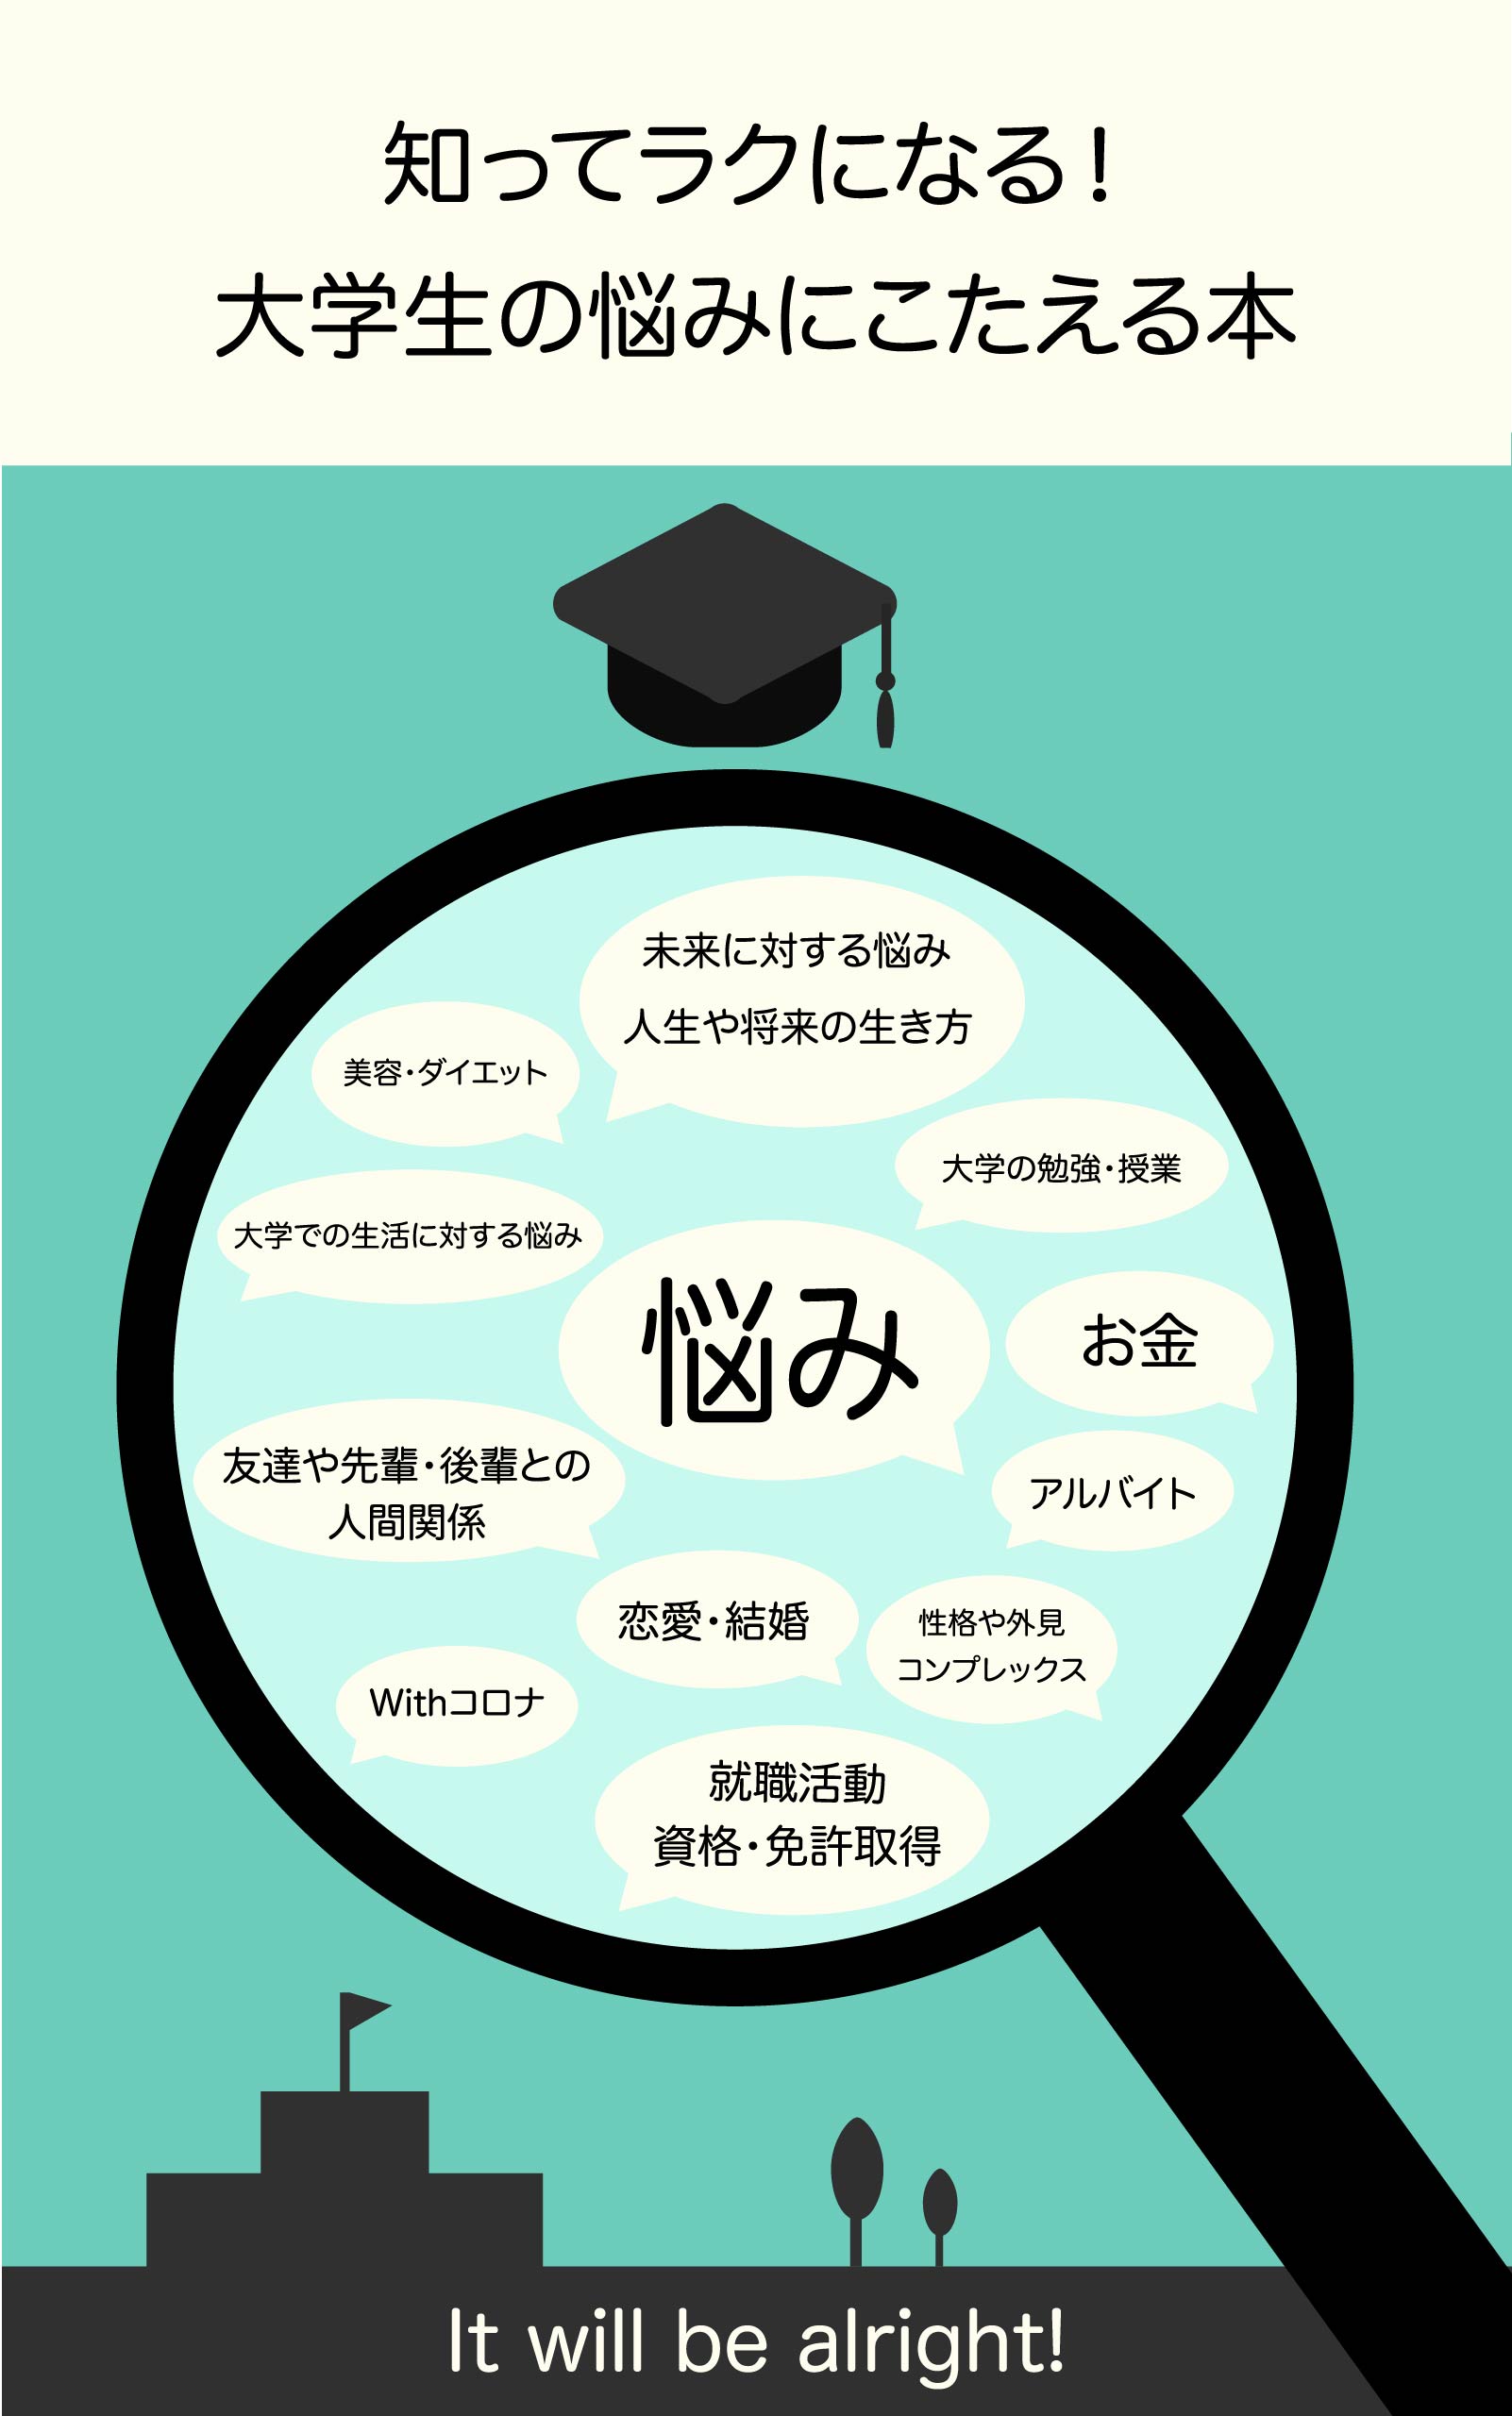 知ってラクになる！
大学生の悩みにこたえる本
未来に対する悩み
人生や将来の生き方
美容・ダイエット
大学の勉強・授業
大学での生活に対する悩み
悩み
お金
友達や先輩・後輩との
人間関係
アルバイト
恋愛・結婚
性格や外見
コンプレックス
Withコロナ
就職活動
資格・免許取得
It will be alright!